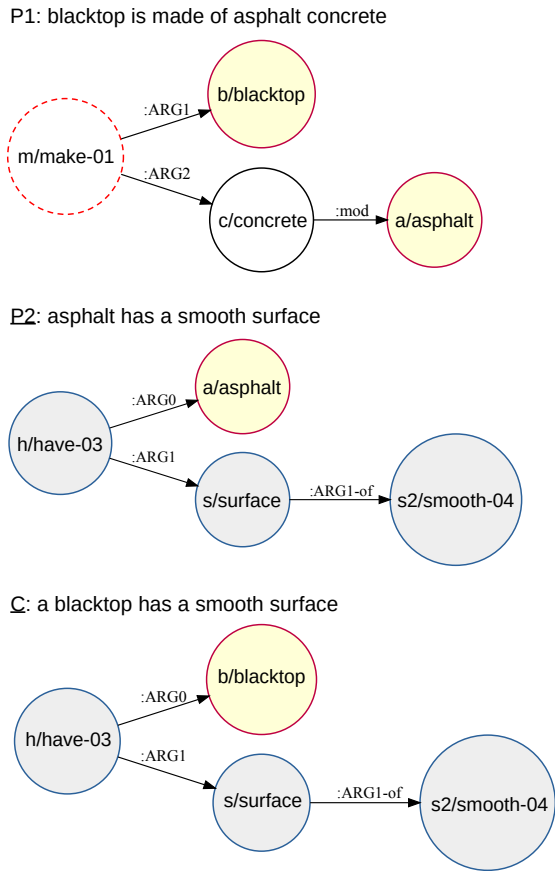 P1: blacktop is made of asphalt concrete
b/blacktop
:ARG1
m/make-01
:ARG2
c/concrete
:mod
a/asphalt
P2: asphalt has a smooth surface
a/asphalt
:ARG0
h/have-03
:ARG1
s/surface
:ARG1-of
s2/smooth-04
C: a blacktop has a smooth surface
b/blacktop
:ARG0
h/have-03
:ARG1
s/surface
:ARG1-of
s2/smooth-04